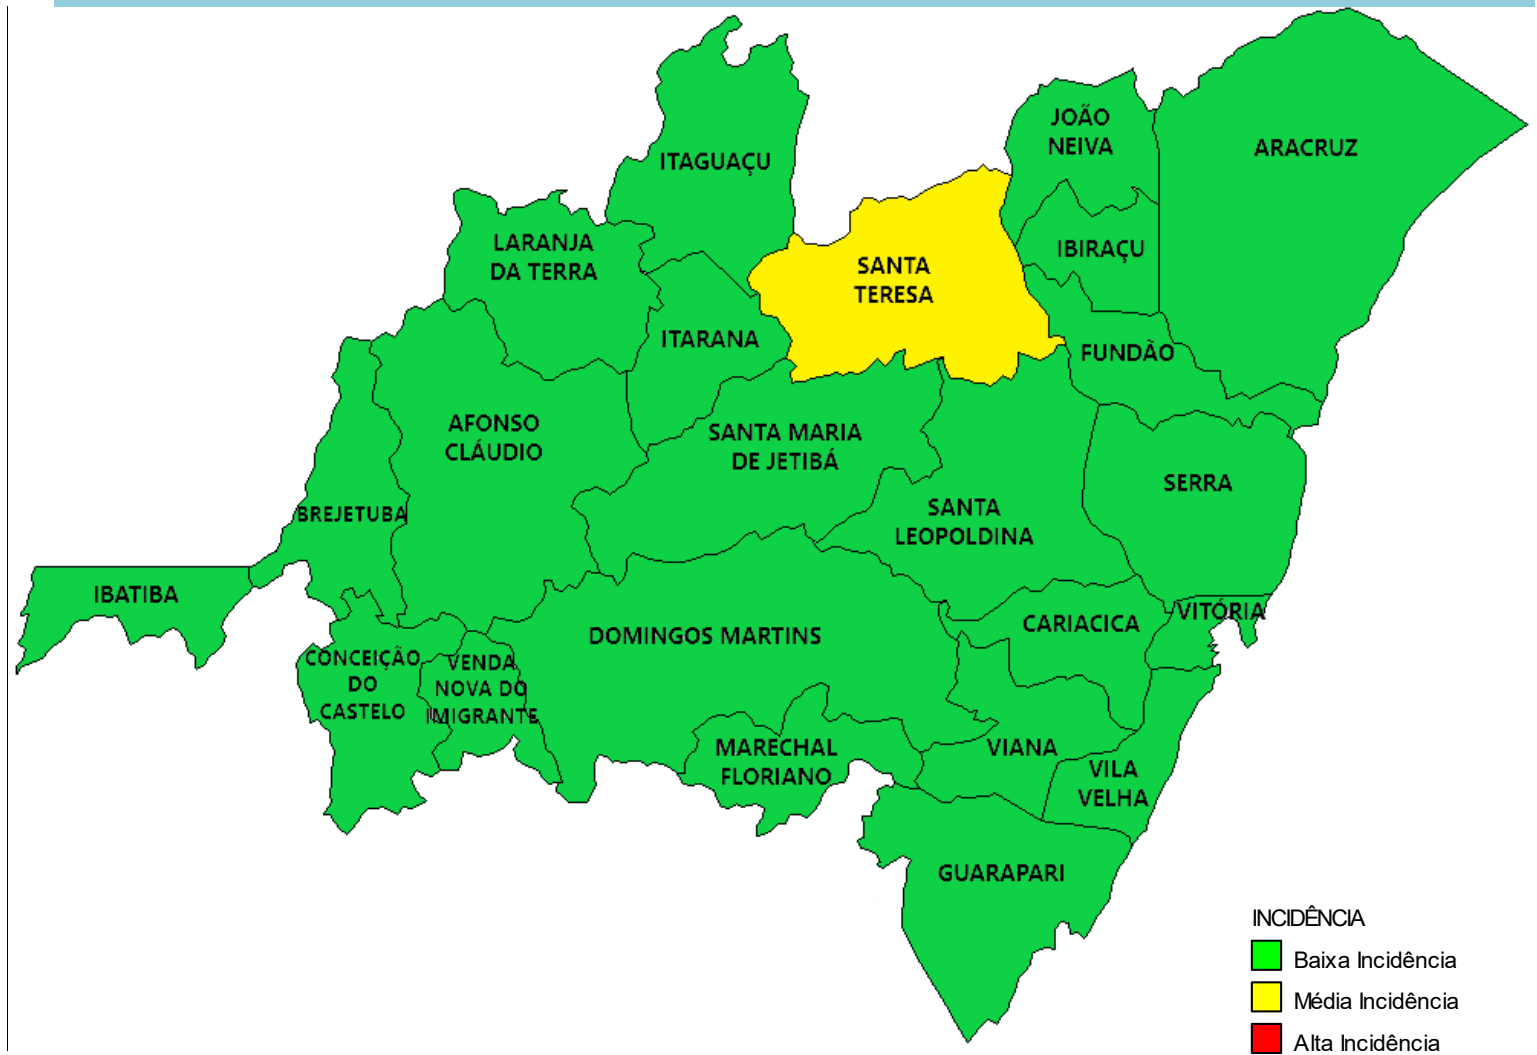 JOÃO
NEIVA
ARACRUZ
ITAGUAÇU
LARANJA
DA TERRA
SANTA
TERESA
IBIRAÇU
ITARANA
FUNDÃO
AFONSO
CLÁUDIO
SANTA MARIA
DE JETIBÁ
SERRA
BREJETUBA
SANTA
LEOPOLDINA
IBATIBA
VITÓRIA
CARIACICA
DOMINGOS MARTINS
CONCEIÇÃO
DO
CASTELO
VENDA
NOVA DO
IMIGRANTE
MARECHAL
FLORIANO
VIANA
VILA
VELHA
GUARAPARI
INCIDÊNCIA
Baixa Incidência
Média Incidência
Alta Incidência